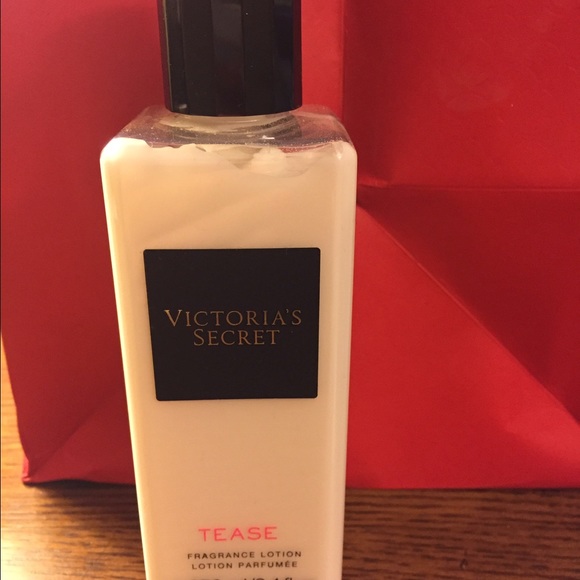 VICTORIA'S
SECRET
TEASE
FRAGRANCE LOTION
LOTION PARFUMÉE